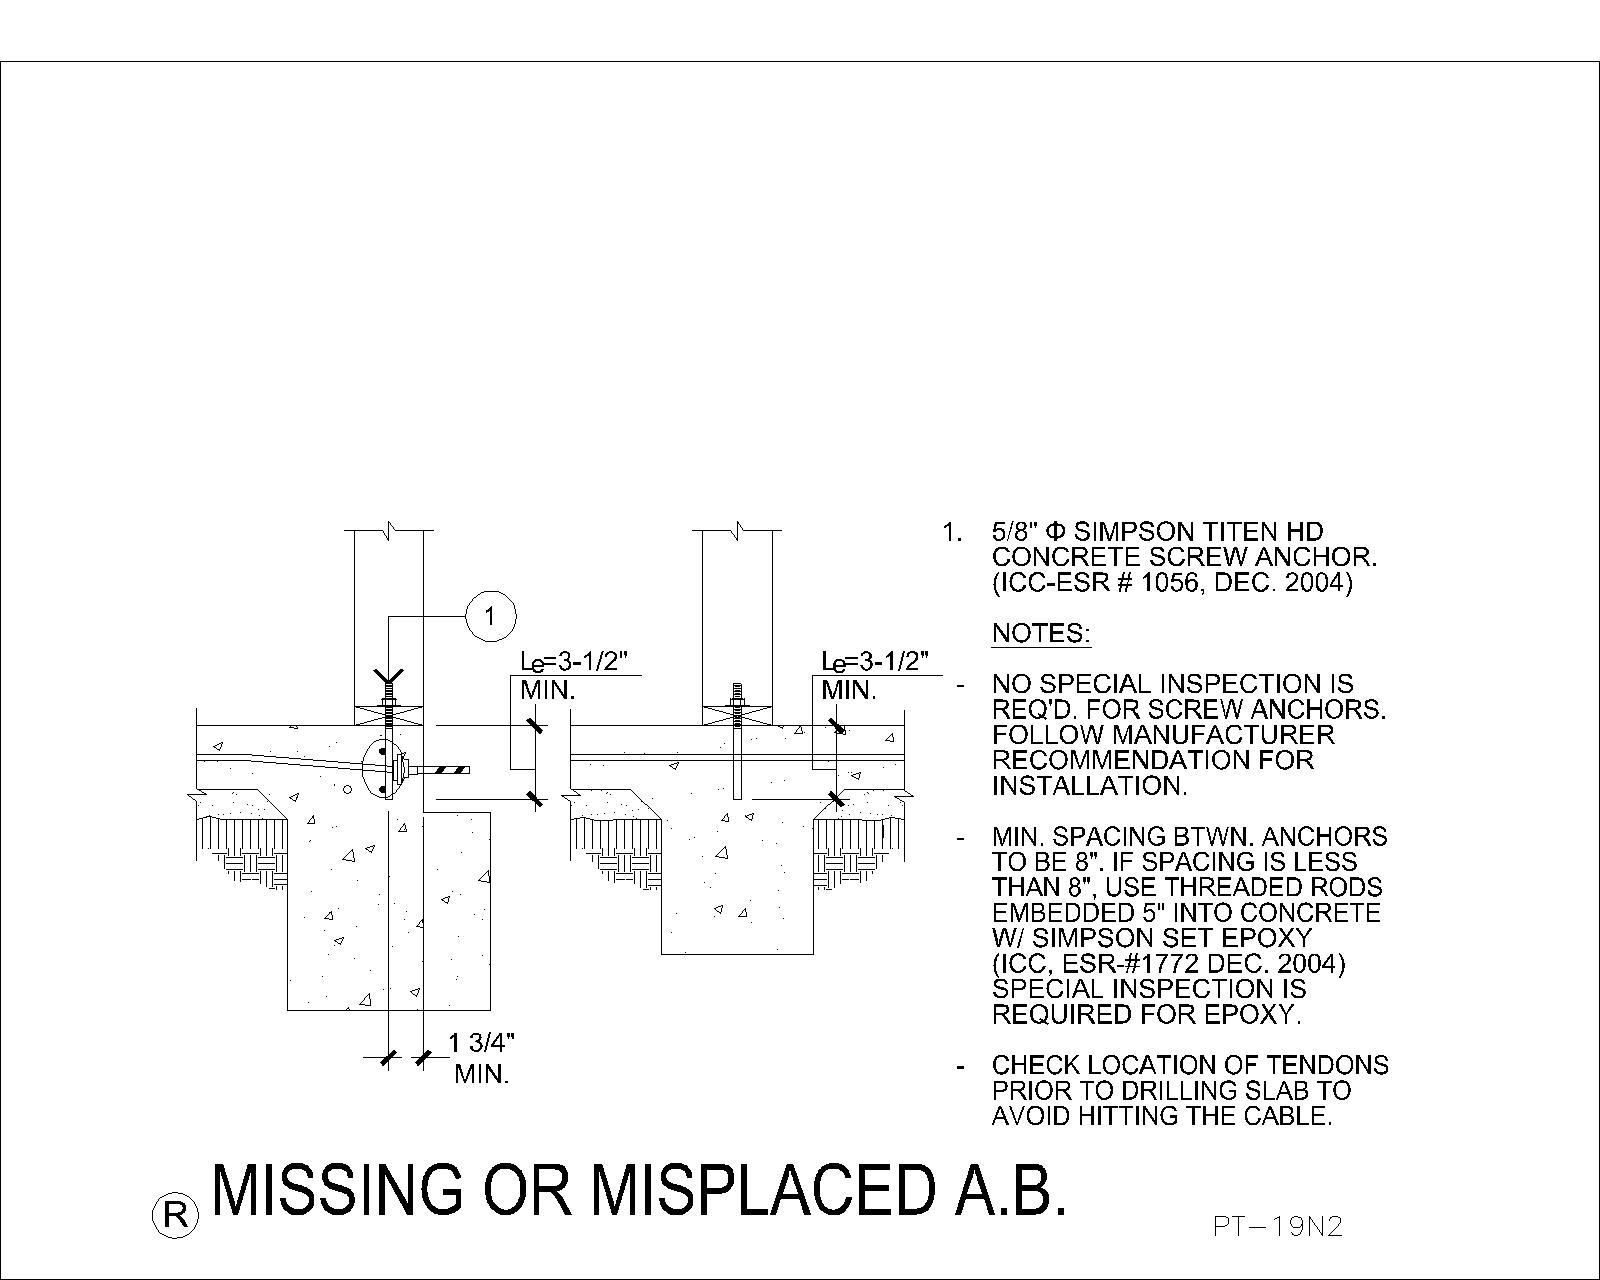 1
Le=3-1/2"
MIN.
Le=3-1/2"
MIN.
1 3/4"
MIN.
1. 5/8" Φ SIMPSON TITEN HD
CONCRETE SCREW ANCHOR.
(ICC-ESR # 1056, DEC. 2004)
NOTES:
- NO SPECIAL INSPECTION IS
REQ'D. FOR SCREW ANCHORS.
FOLLOW MANUFACTURER
RECOMMENDATION FOR
INSTALLATION.
- MIN. SPACING BTWN. ANCHORS
TO BE 8". IF SPACING IS LESS
THAN 8", USE THREADED RODS
EMBEDDED 5" INTO CONCRETE
W/ SIMPSON SET EPOXY
(ICC, ESR-#1772 DEC. 2004)
SPECIAL INSPECTION IS
REQUIRED FOR EPOXY.
- CHECK LOCATION OF TENDONS
PRIOR TO DRILLING SLAB TO
AVOID HITTING THE CABLE.
R MISSING OR MISPLACED A.B.
PT-19N2